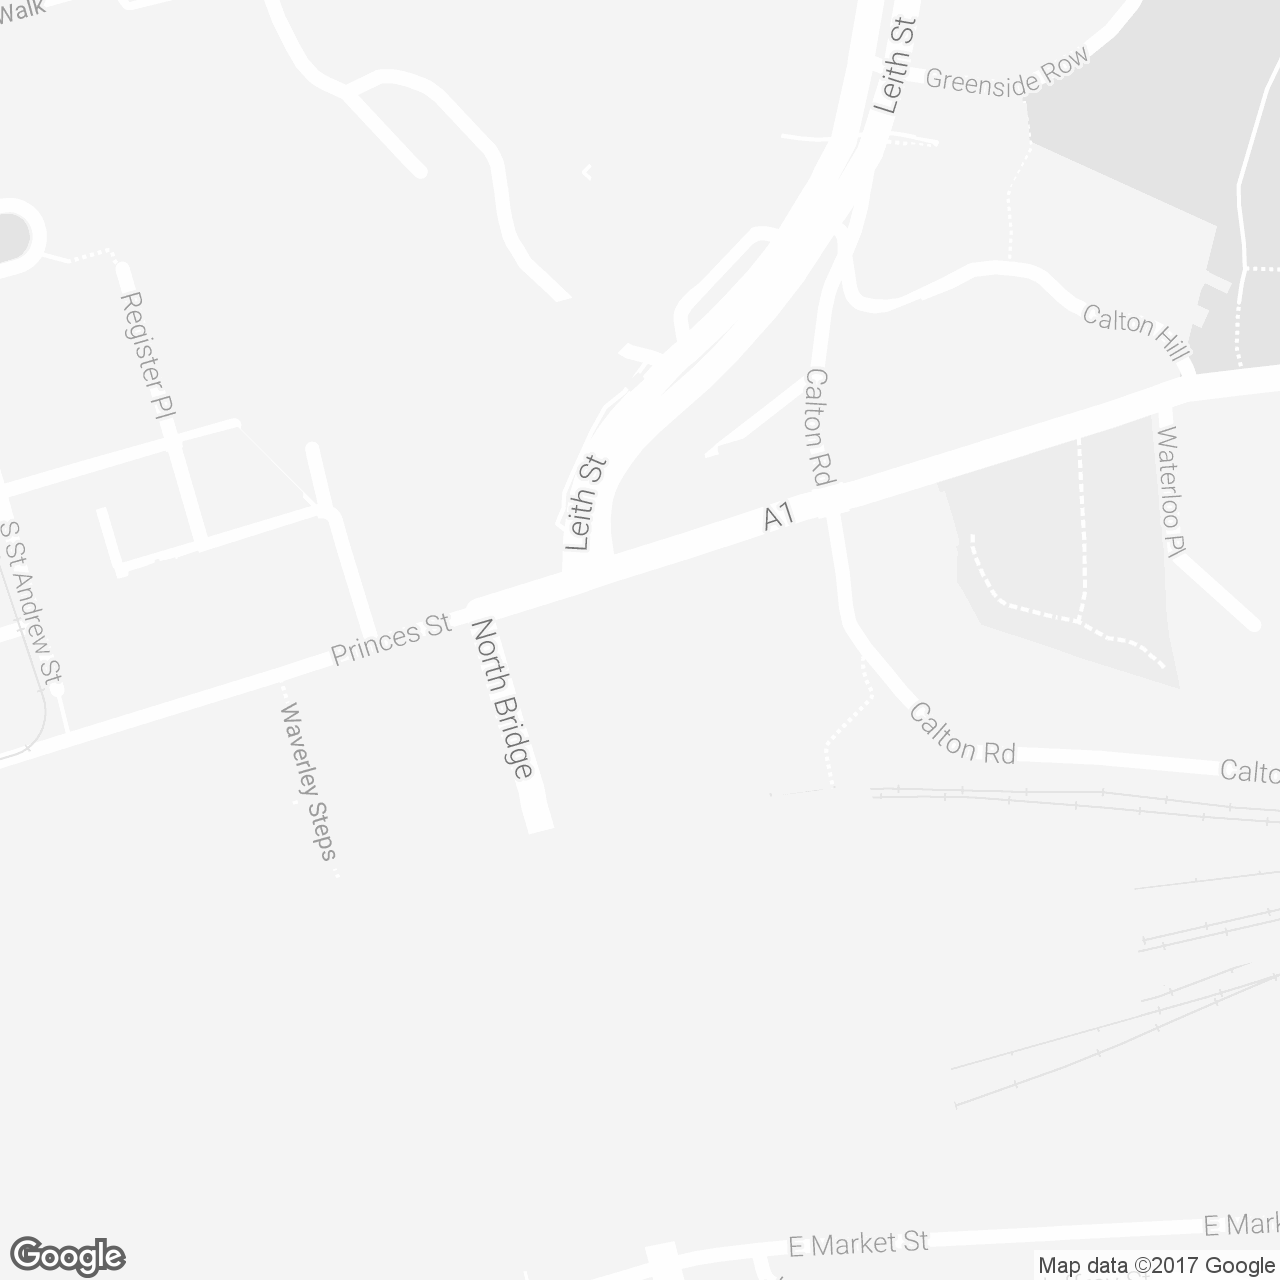 Walk
Leith St
Greenside Row
Register Pl
Calton Hill
Calton Rd
Waterloo Pl
Leith St
A1
S St Andrew St
Princes St
North Bridge
Waverley Steps
Calton Rd
Calto
E Market St
E Mark
Google
Map data ©2017 Google